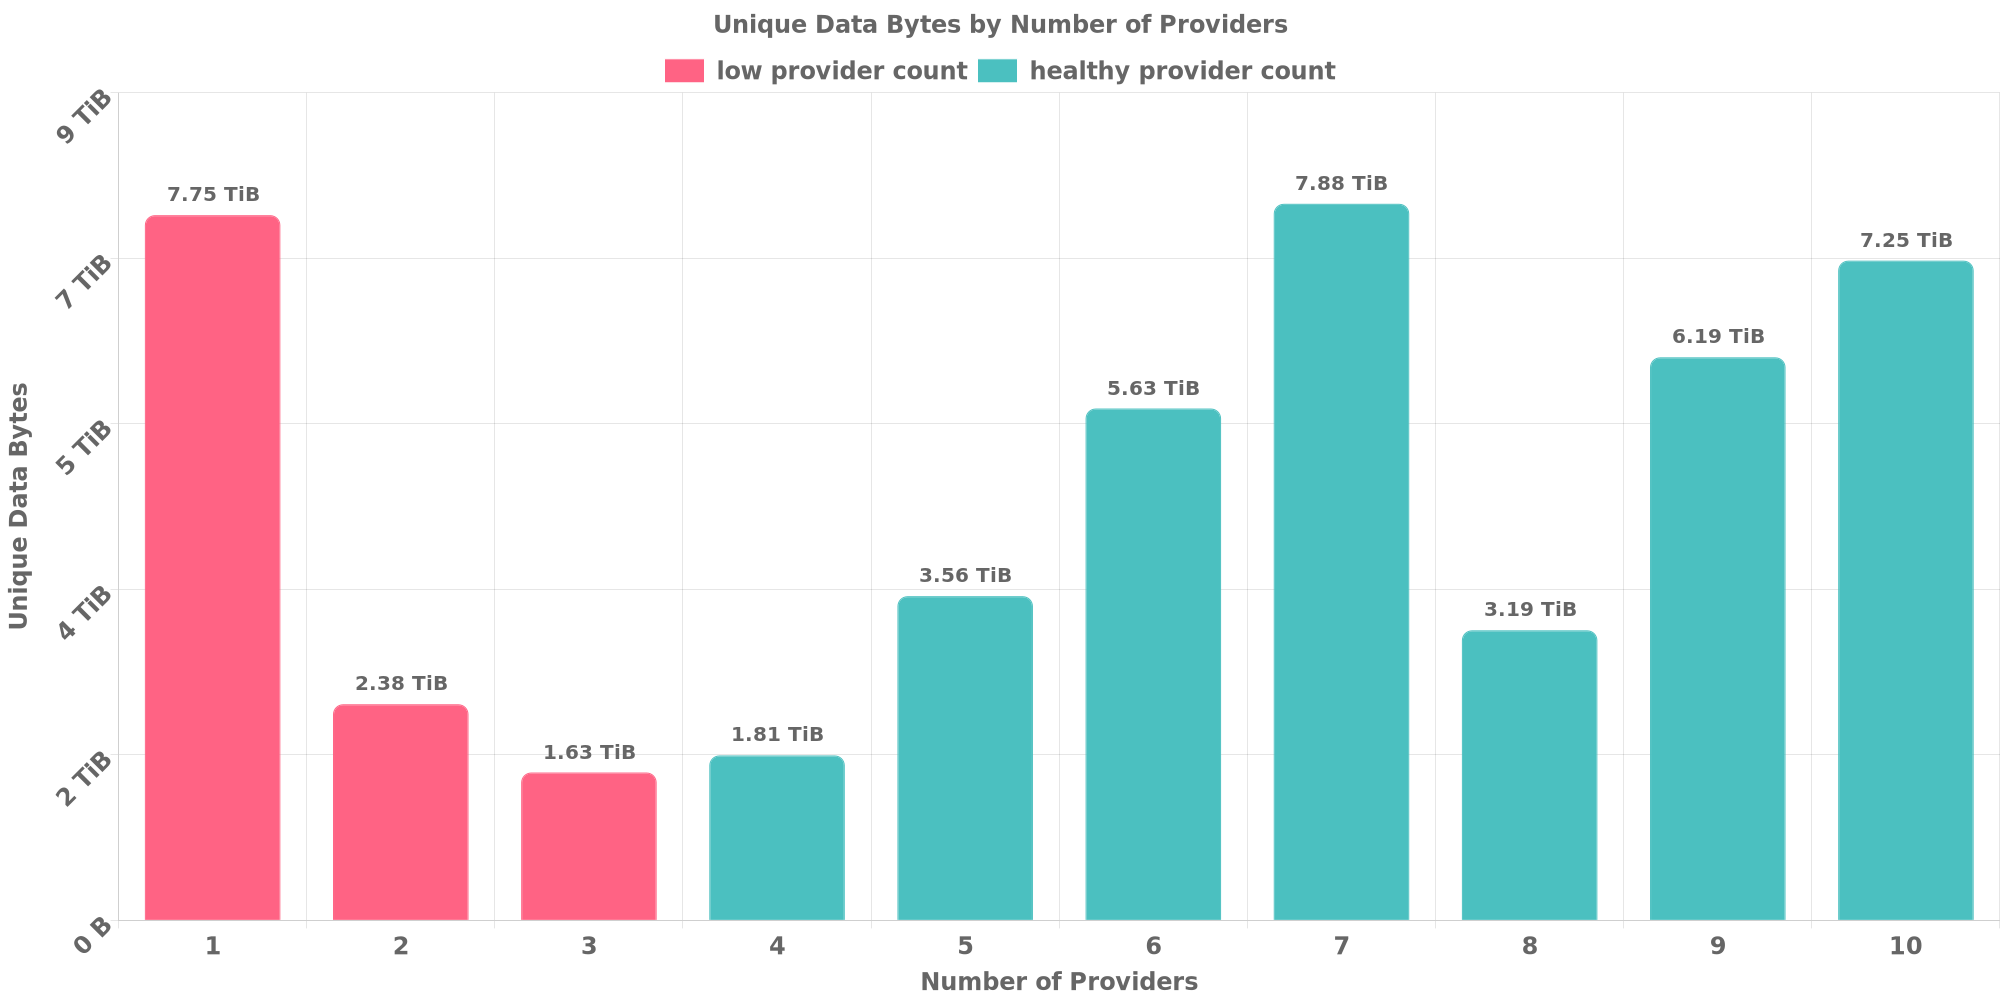 Unique Data Bytes by Number of Providers
low provider count healthy provider count
Unique Data Bytes
9 TiB
7 TiB
5 TiB
4 TiB
2 TiB
0 B
7.75 TiB
2.38 TiB
1.63 TiB
1.81 TiB
3.56 TiB
5.63 TiB
7.88 TiB
3.19 TiB
6.19 TiB
7.25 TiB
1 2 3 4 5 6 7 8 9 10
Number of Providers